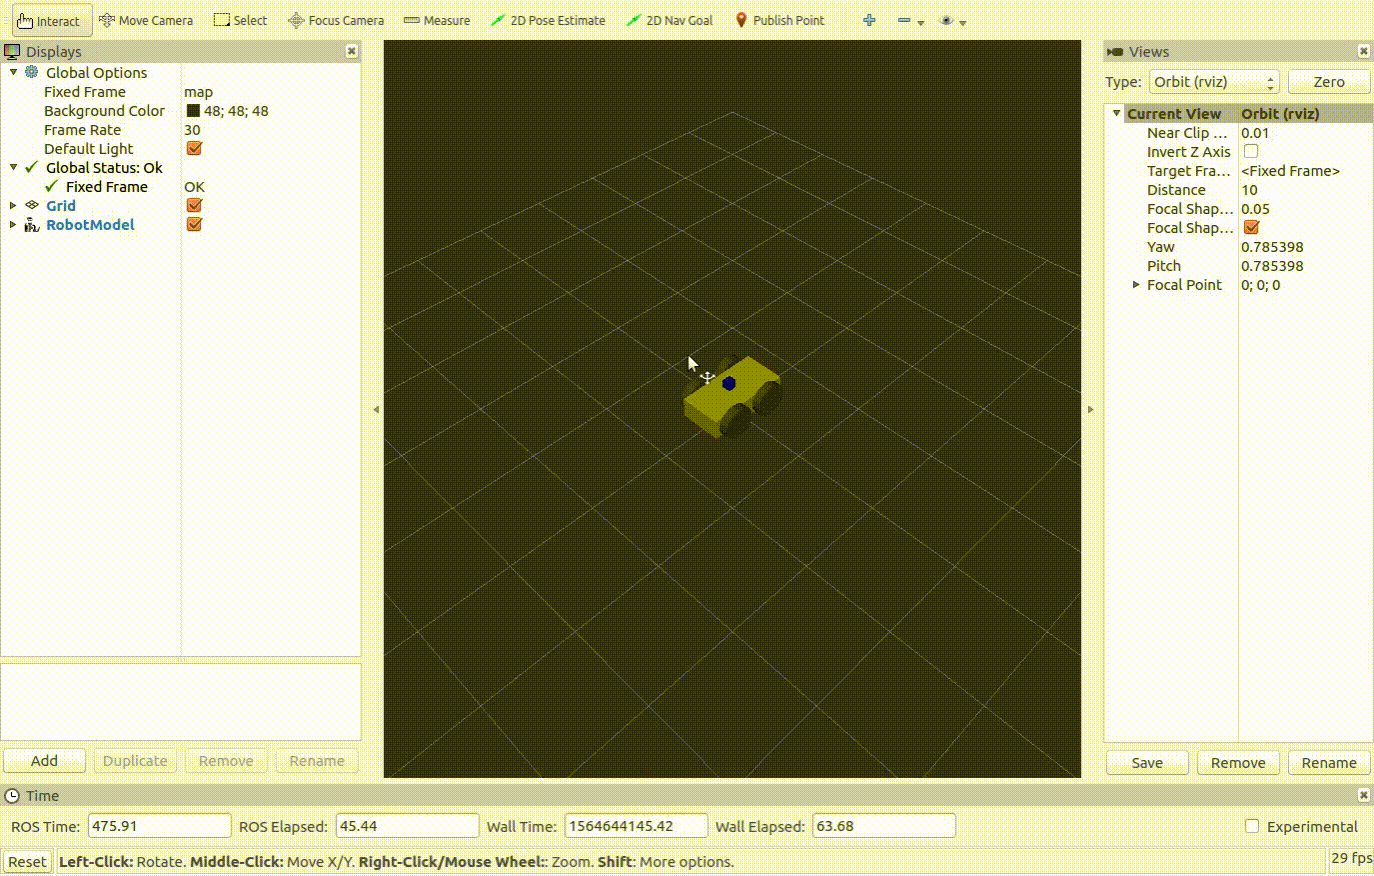 Interact Move Camera Select Focus Camera Measure 2D Pose Estimate 2D Nav Goal Publish Point
Displays
Global Options
Fixed Frame map
Background Color 48; 48; 48
Frame Rate 30
Default Light
Global Status: Ok
Fixed Frame OK
Grid
RobotModel
Add Duplicate Remove Rename
Views
Type: Orbit (rviz) Zero
Current View Orbit (rviz)
Near Clip ... 0.01
Invert Z Axis
Target Fra... <Fixed Frame>
Distance 10
Focal Shap... 0.05
Focal Shap...
Yaw 0.785398
Pitch 0.785398
Focal Point 0; 0; 0
Save Remove Rename
Time
ROS Time: 475.91 ROS Elapsed: 45.44 Wall Time: 1564644145.42 Wall Elapsed: 63.68 Experimental
Reset Left-Click: Rotate. Middle-Click: Move X/Y. Right-Click/Mouse Wheel:: Zoom. Shift: More options. 29 fps